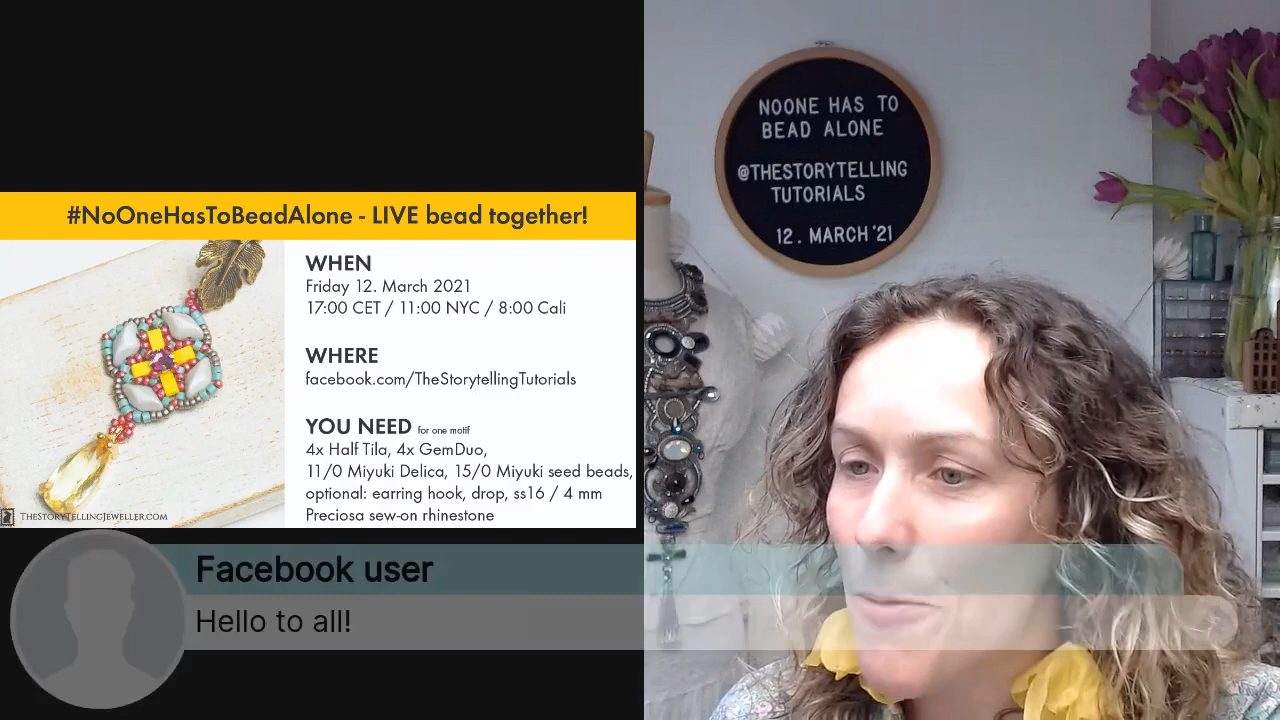 #NoOneHasToBeadAlone - LIVE bead together!
WHEN
Friday 12. March 2021
17:00 CET / 11:00 NYC / 8:00 Cali
WHERE
facebook.com/TheStorytellingTutorials
YOU NEED for one motif
4x Half Tila, 4x GemDuo,
11/0 Miyuki Delica, 15/0 Miyuki seed beads,
optional: earring hook, drop, ss16 / 4 mm
Preciosa sew-on rhinestone
TheStorytellingJeweller.com
Facebook user
Hello to all!
NOONE HAS TO
BEAD ALONE
@THESTORYTELLING
TUTORIALS
12. MARCH '21